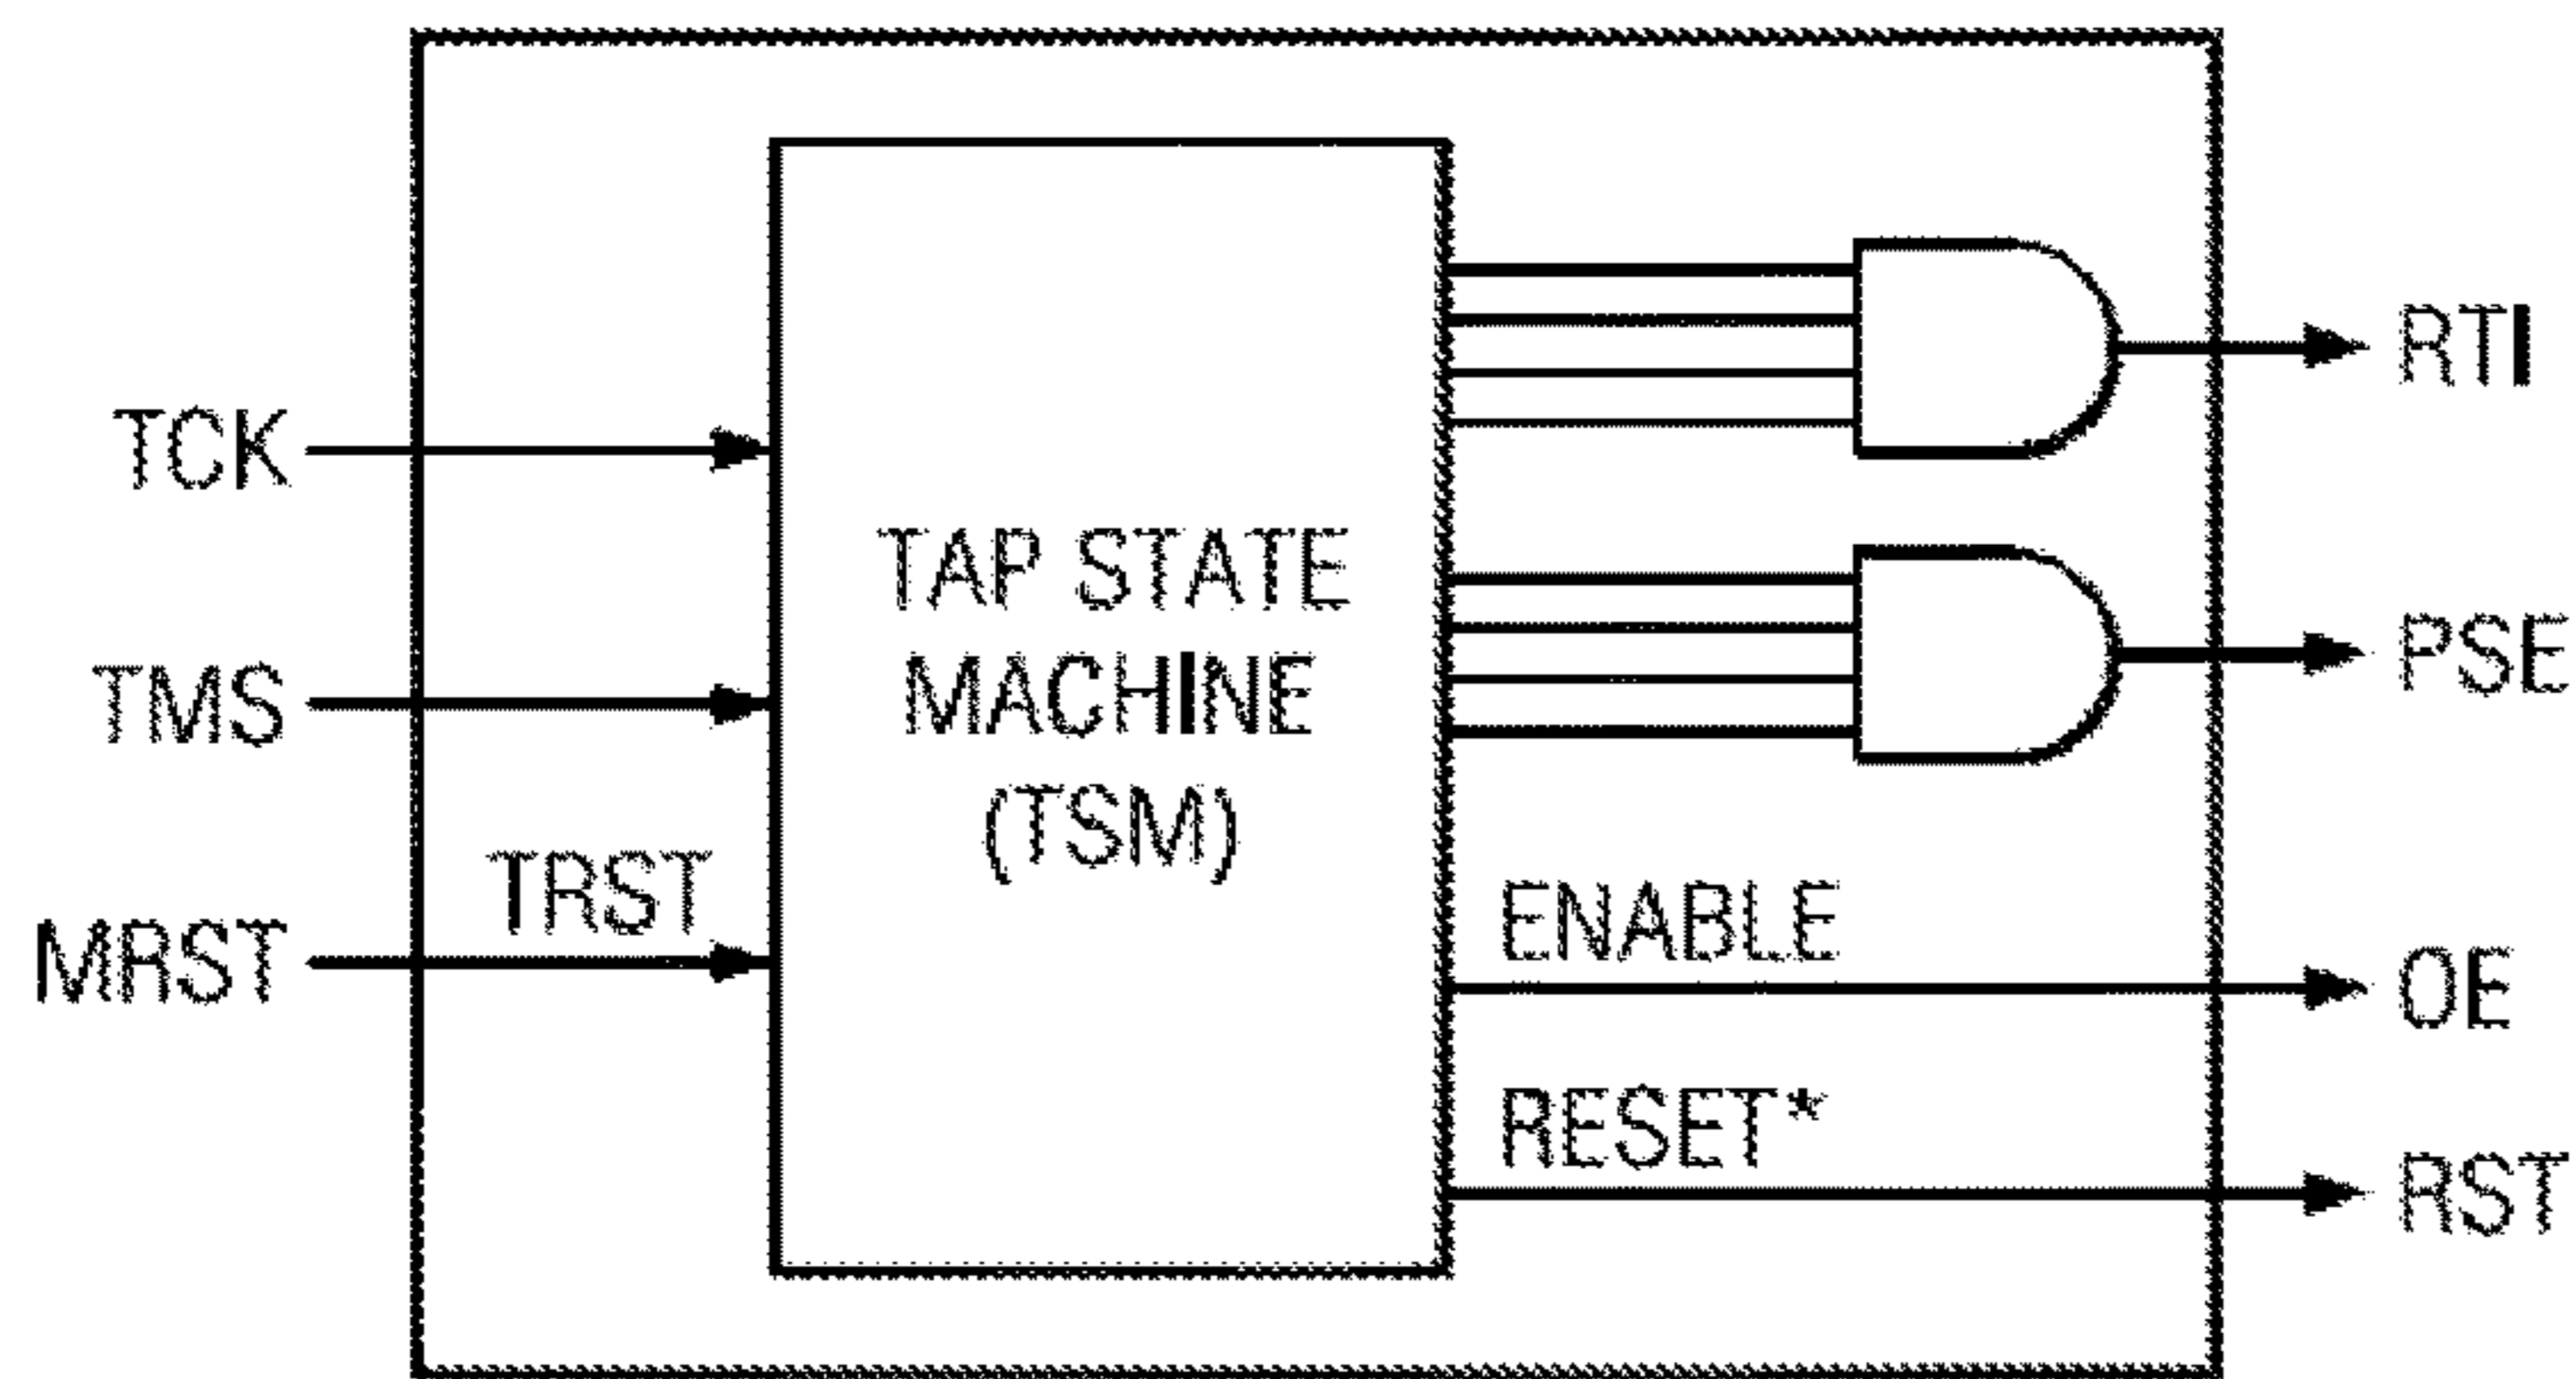 TCK
TMS
MRST
TRST
TAP STATE
MACHINE
(TSM)
ENABLE
RESET*
RTI
PSE
OE
RST